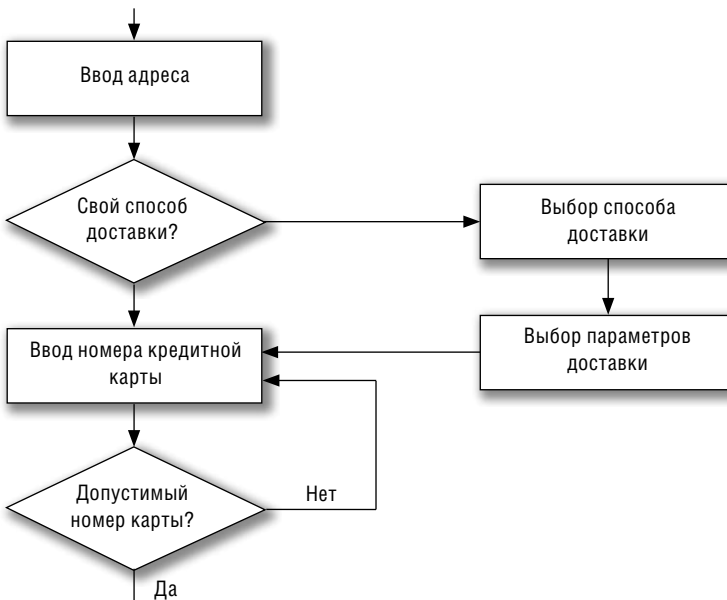 Ввод адреса
Свой способ
доставки?
Выбор способа
доставки
Выбор параметров
доставки
Ввод номера кредитной
карты
Допустимый
номер карты?
Нет
Да